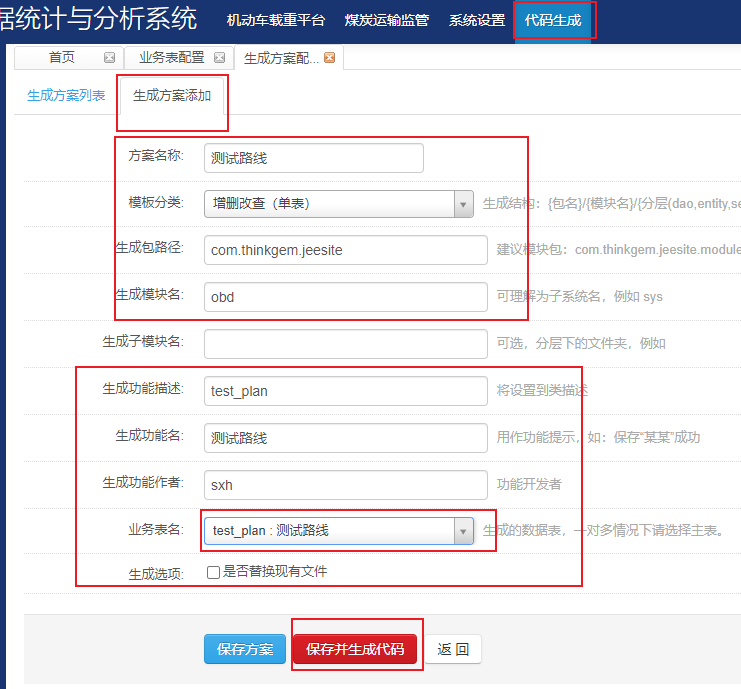 据统计与分析系统 机动车载重平台 煤炭运输监管 系统设置 代码生成
首页 业务表配置 生成方案配...
生成方案列表 生成方案添加
方案名称: 测试路线
模板分类: 增删改查（单表） 生成结构：{包名}/{模块名}/{分层(dao,entity,se
生成包路径: com.thinkgem.jeesite 建议模块包：com.thinkgem.jeesite.module
生成模块名: obd 可理解为子系统名，例如 sys
生成子模块名: 可选，分层下的文件夹，例如
生成功能描述: test_plan 将设置到类描述
生成功能名: 测试路线 用作功能提示，如：保存“某某”成功
生成功能作者: sxh 功能开发者
业务表名: test_plan : 测试路线 生成的数据表，一对多情况下请选择主表。
生成选项: 是否替换现有文件
保存方案 保存并生成代码 返 回